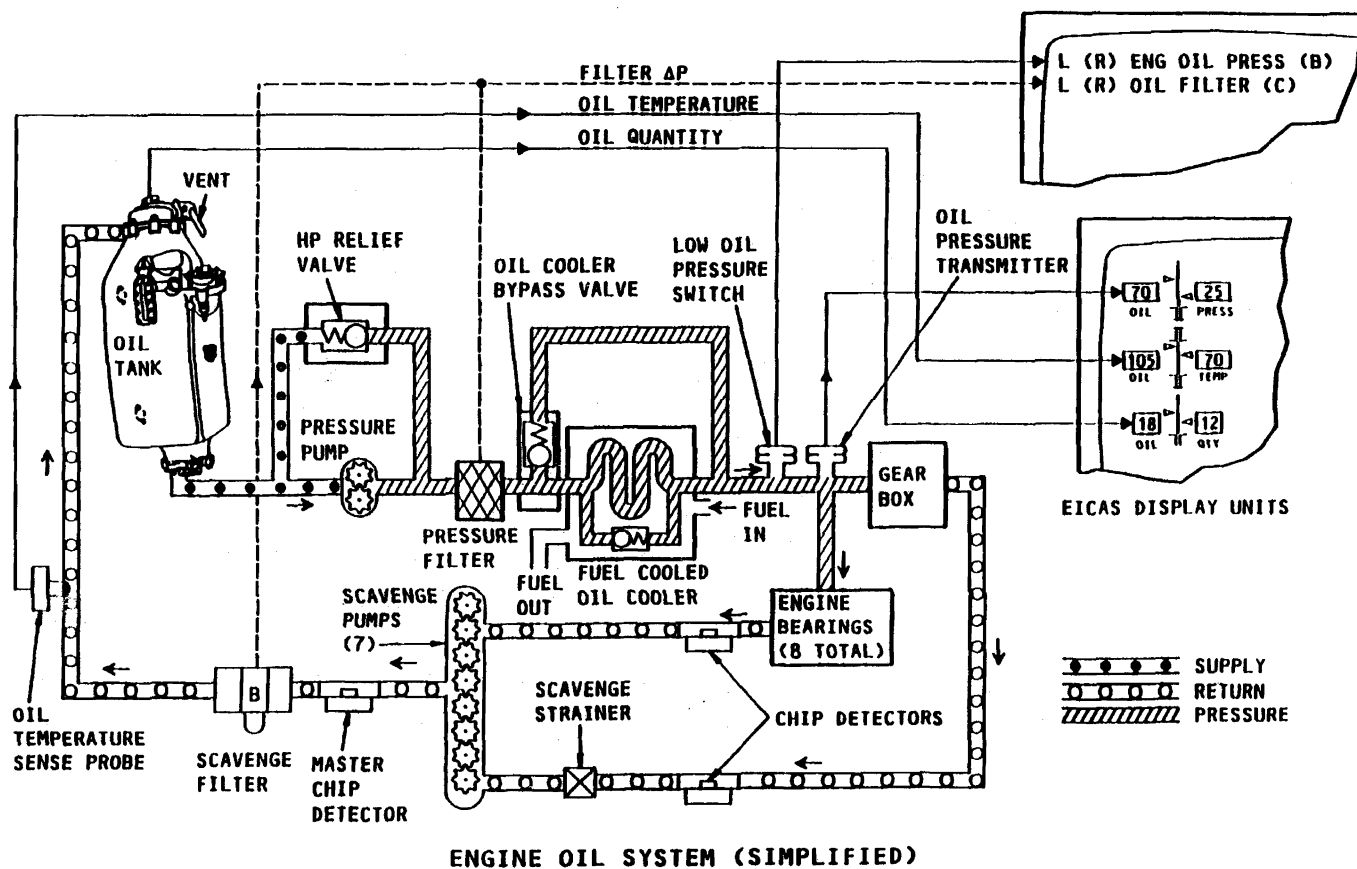 FILTER ΔP
OIL TEMPERATURE
OIL QUANTITY
L (R) ENG OIL PRESS (B)
L (R) OIL FILTER (C)
VENT
HP RELIEF
VALVE
OIL COOLER
BYPASS VALVE
LOW OIL
PRESSURE
SWITCH
OIL
PRESSURE
TRANSMITTER
OIL
TANK
PRESSURE
PUMP
70
25
OIL
PRESS
105
70
OIL
TEMP
18
12
OIL
QTY
EICAS DISPLAY UNITS
GEAR
BOX
PRESSURE
FILTER
FUEL
IN
FUEL
OUT
FUEL COOLED
OIL COOLER
SCAVENGE
PUMPS
(7)
ENGINE
BEARINGS
(8 TOTAL)
B
SCAVENGE
STRAINER
CHIP DETECTORS
SUPPLY
RETURN
PRESSURE
OIL
TEMPERATURE
SENSE PROBE
SCAVENGE
FILTER
MASTER
CHIP
DETECTOR
ENGINE OIL SYSTEM (SIMPLIFIED)